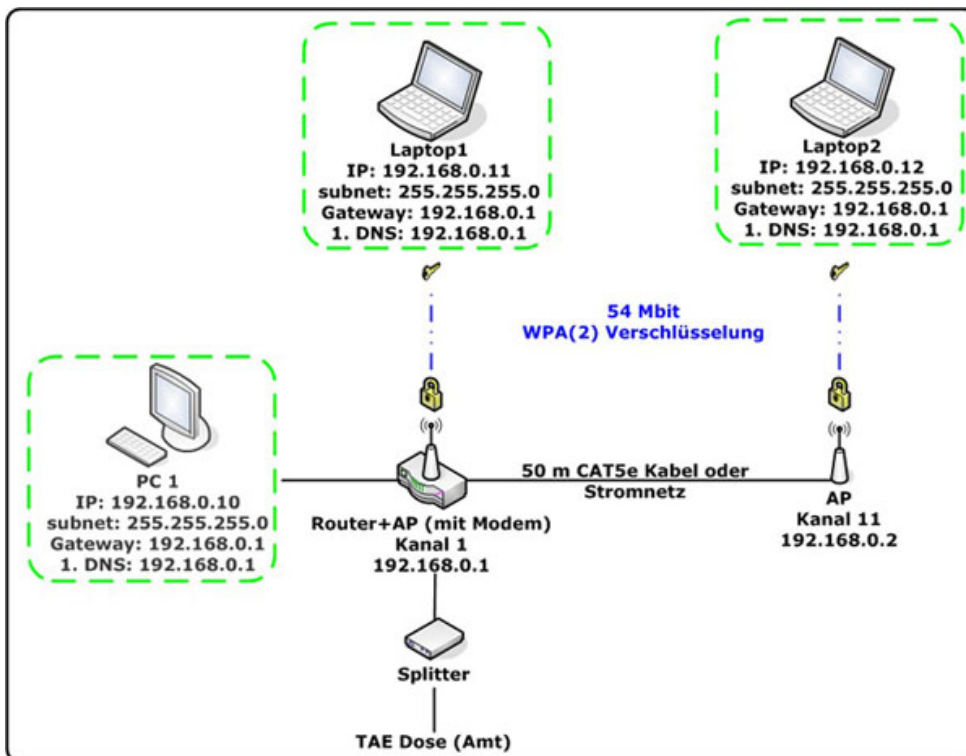 Laptop1
IP: 192.168.0.11
subnet: 255.255.255.0
Gateway: 192.168.0.1
1. DNS: 192.168.0.1
Laptop2
IP: 192.168.0.12
subnet: 255.255.255.0
Gateway: 192.168.0.1
1. DNS: 192.168.0.1
54 Mbit
WPA(2) Verschlüsselung
PC 1
IP: 192.168.0.10
subnet: 255.255.255.0
Gateway: 192.168.0.1
1. DNS: 192.168.0.1
Router+AP (mit Modem)
Kanal 1
192.168.0.1
50 m CAT5e Kabel oder
Stromnetz
AP
Kanal 11
192.168.0.2
Splitter
TAE Dose (Amt)